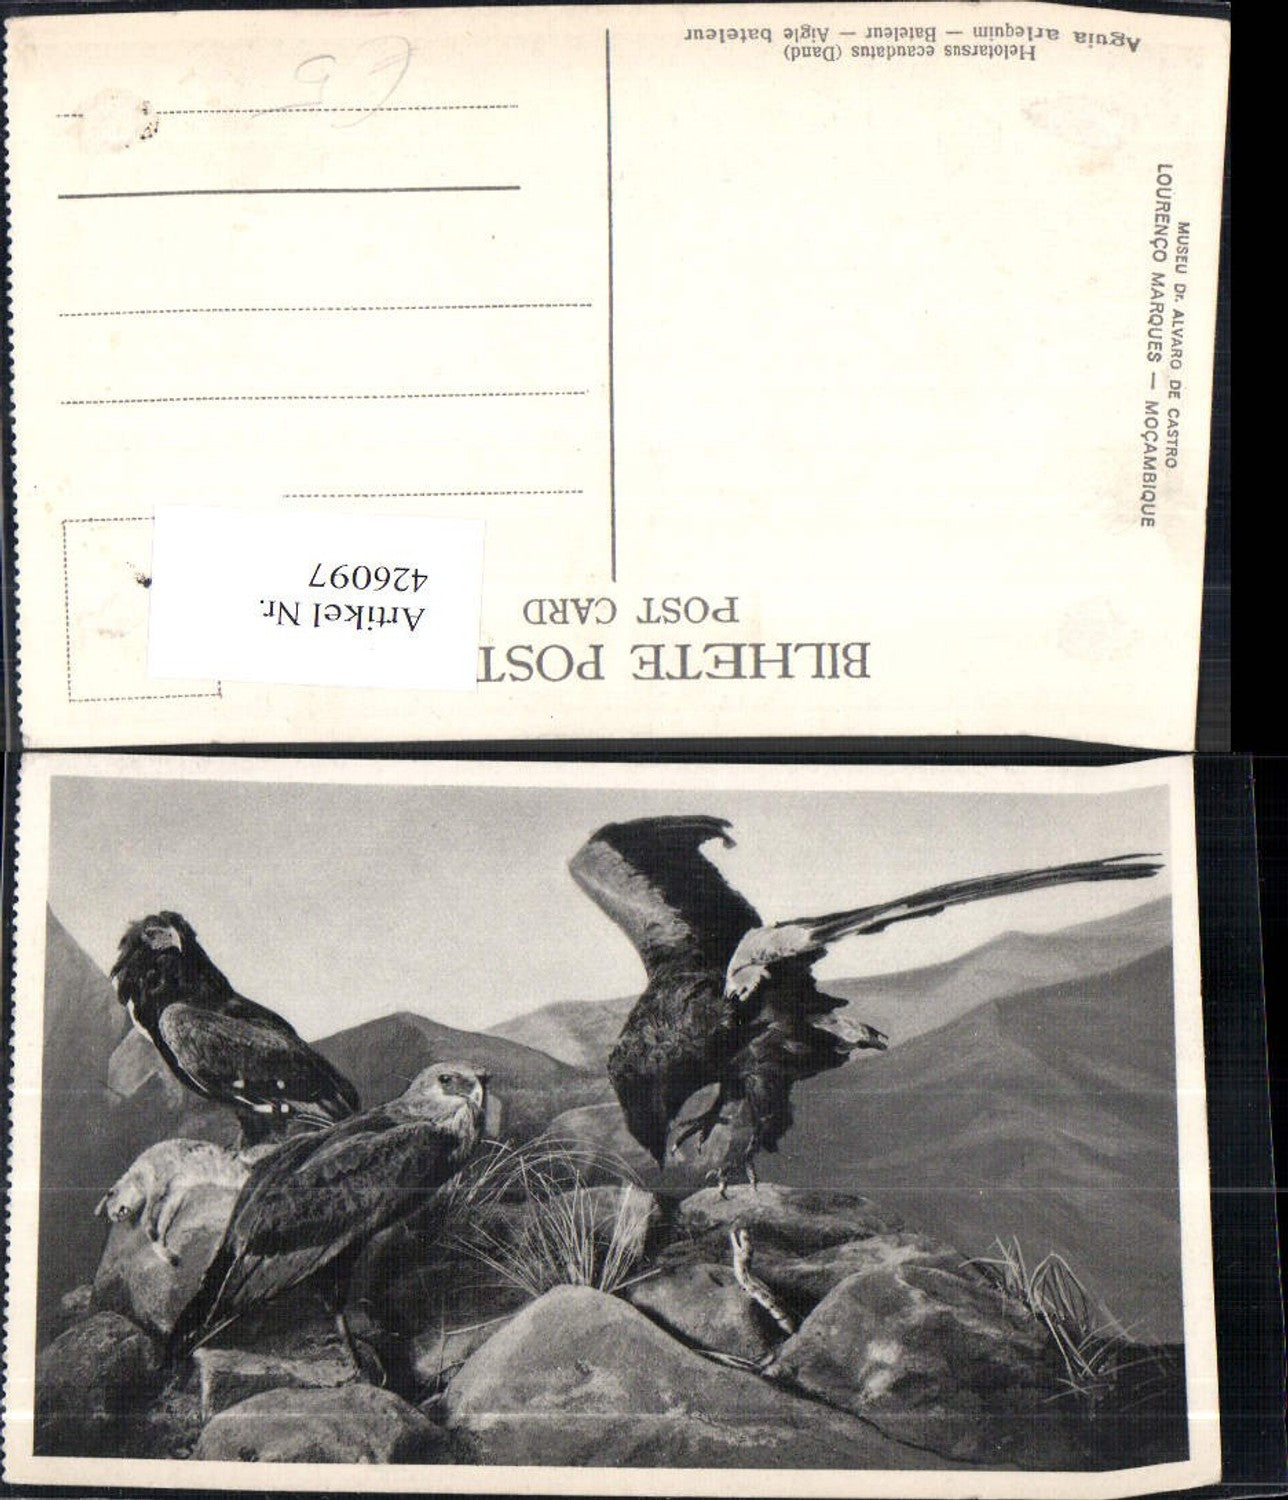 BILHETE POST
POST CARD
Artikel Nr.
426097
Aguia arlequim — Bateleur — Aigle bateleur
Helotarsus ecaudatus (Dand)
MUSEU Dr. ALVARO DE CASTRO
LOURENÇO MARQUES — MOÇAMBIQUE